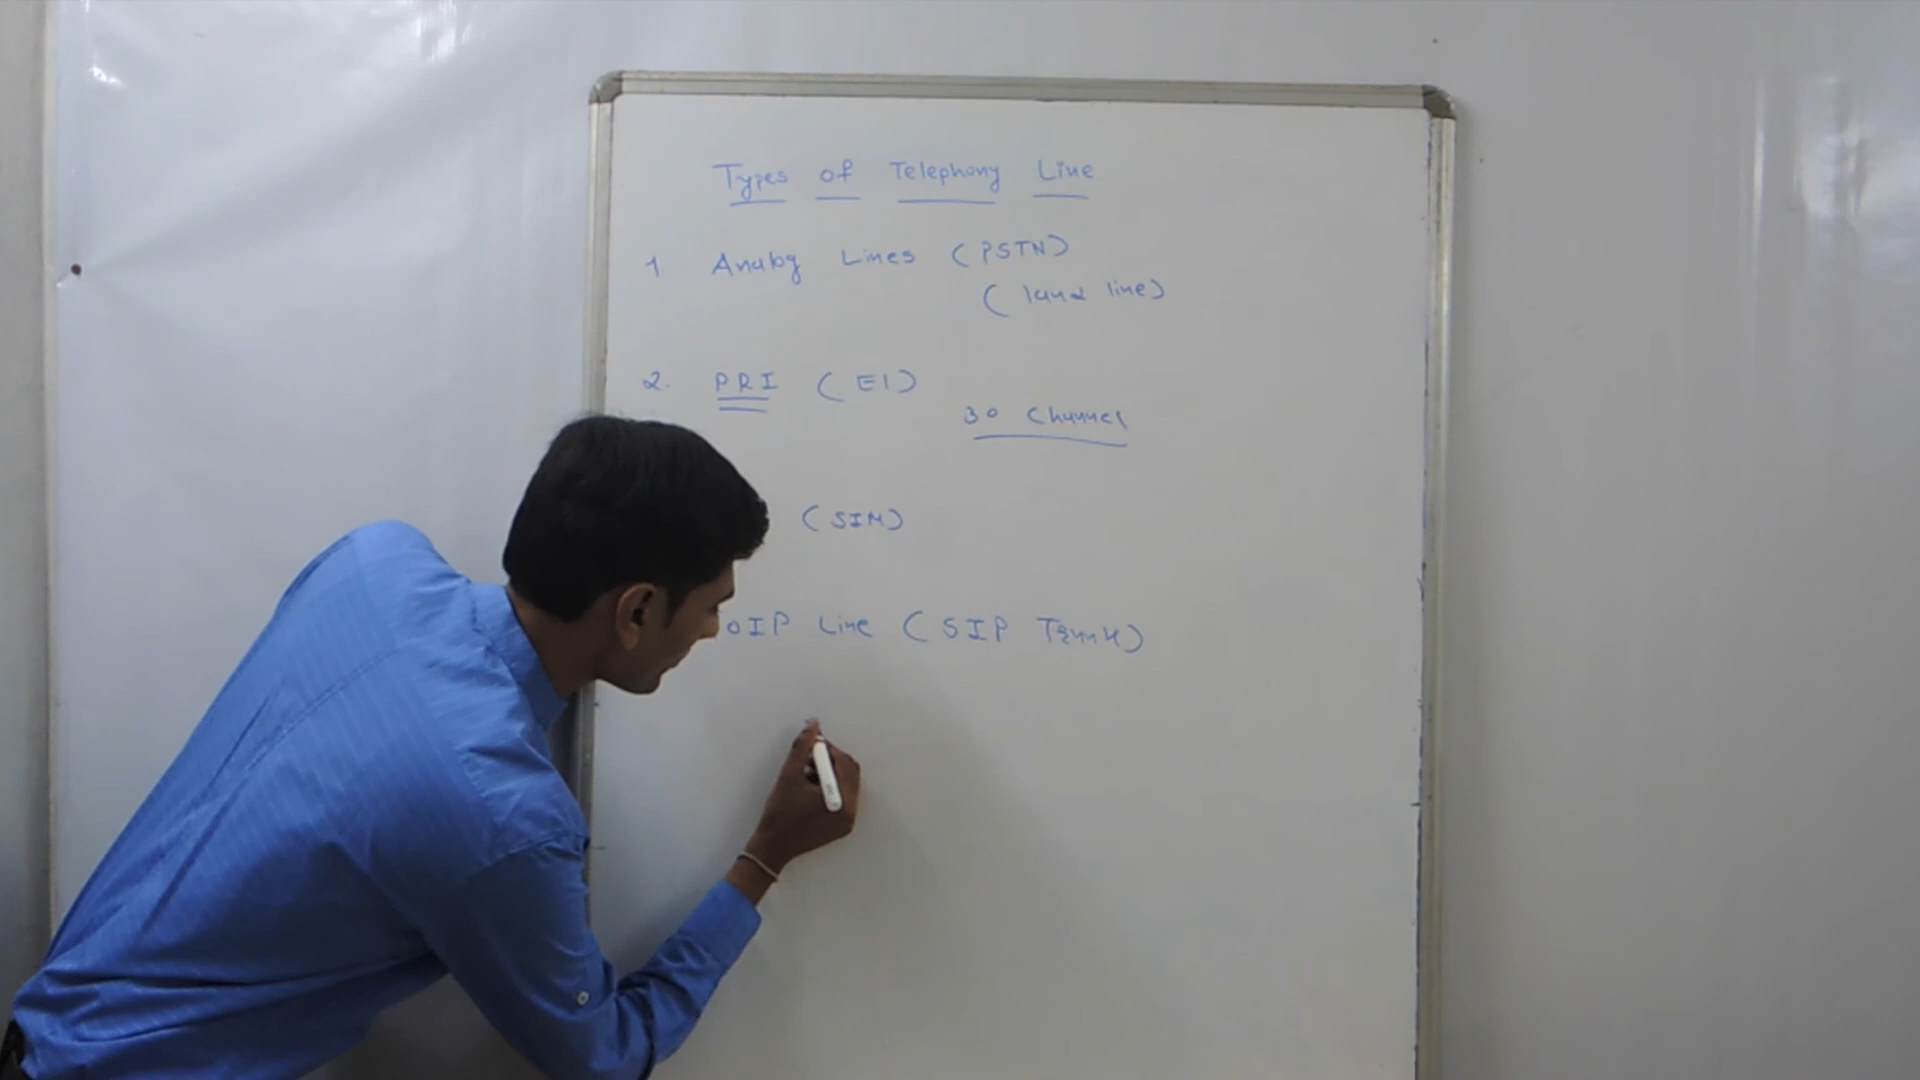 Types of Telephony Line
1 Analog Lines (PSTN)
(land line)
2. PRI (E1)
30 Channel
(SIM)
oIP Line (SIP Trunk)